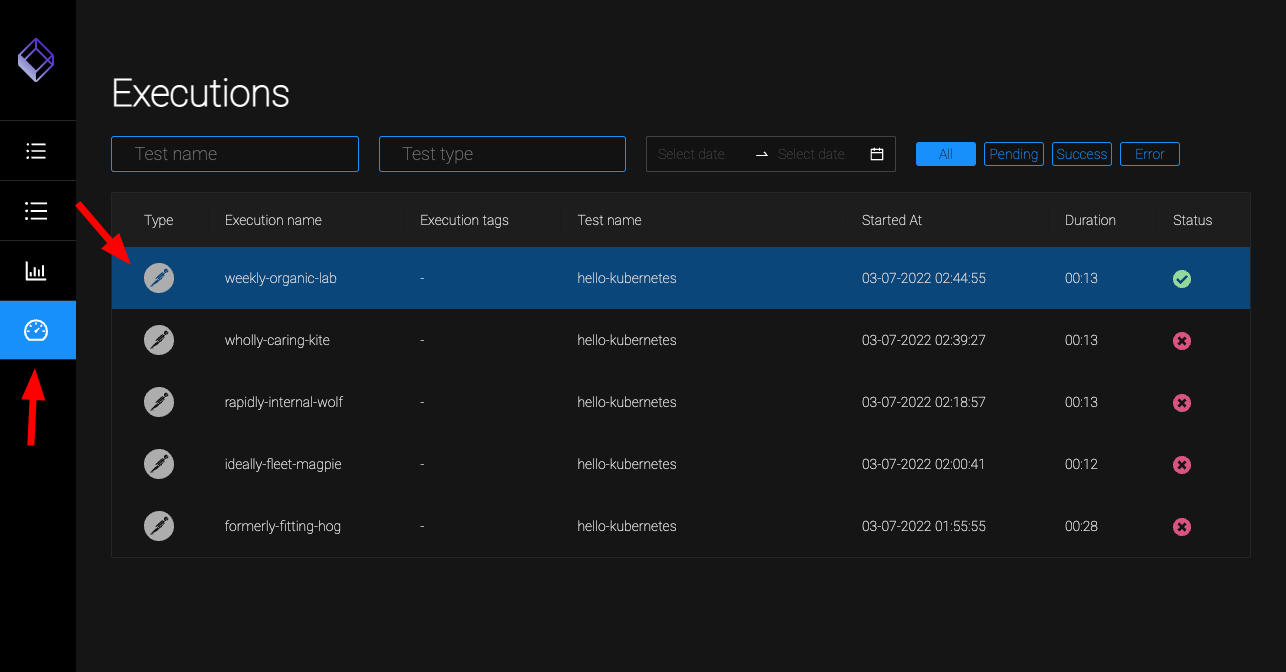 Executions
Test name Test type Select date Select date All Pending Success Error
Type Execution name Execution tags Test name Started At Duration Status
weekly-organic-lab - hello-kubernetes 03-07-2022 02:44:55 00:13
wholly-caring-kite - hello-kubernetes 03-07-2022 02:39:27 00:13
rapidly-internal-wolf - hello-kubernetes 03-07-2022 02:18:57 00:13
ideally-fleet-magpie - hello-kubernetes 03-07-2022 02:00:41 00:12
formerly-fitting-hog - hello-kubernetes 03-07-2022 01:55:55 00:28